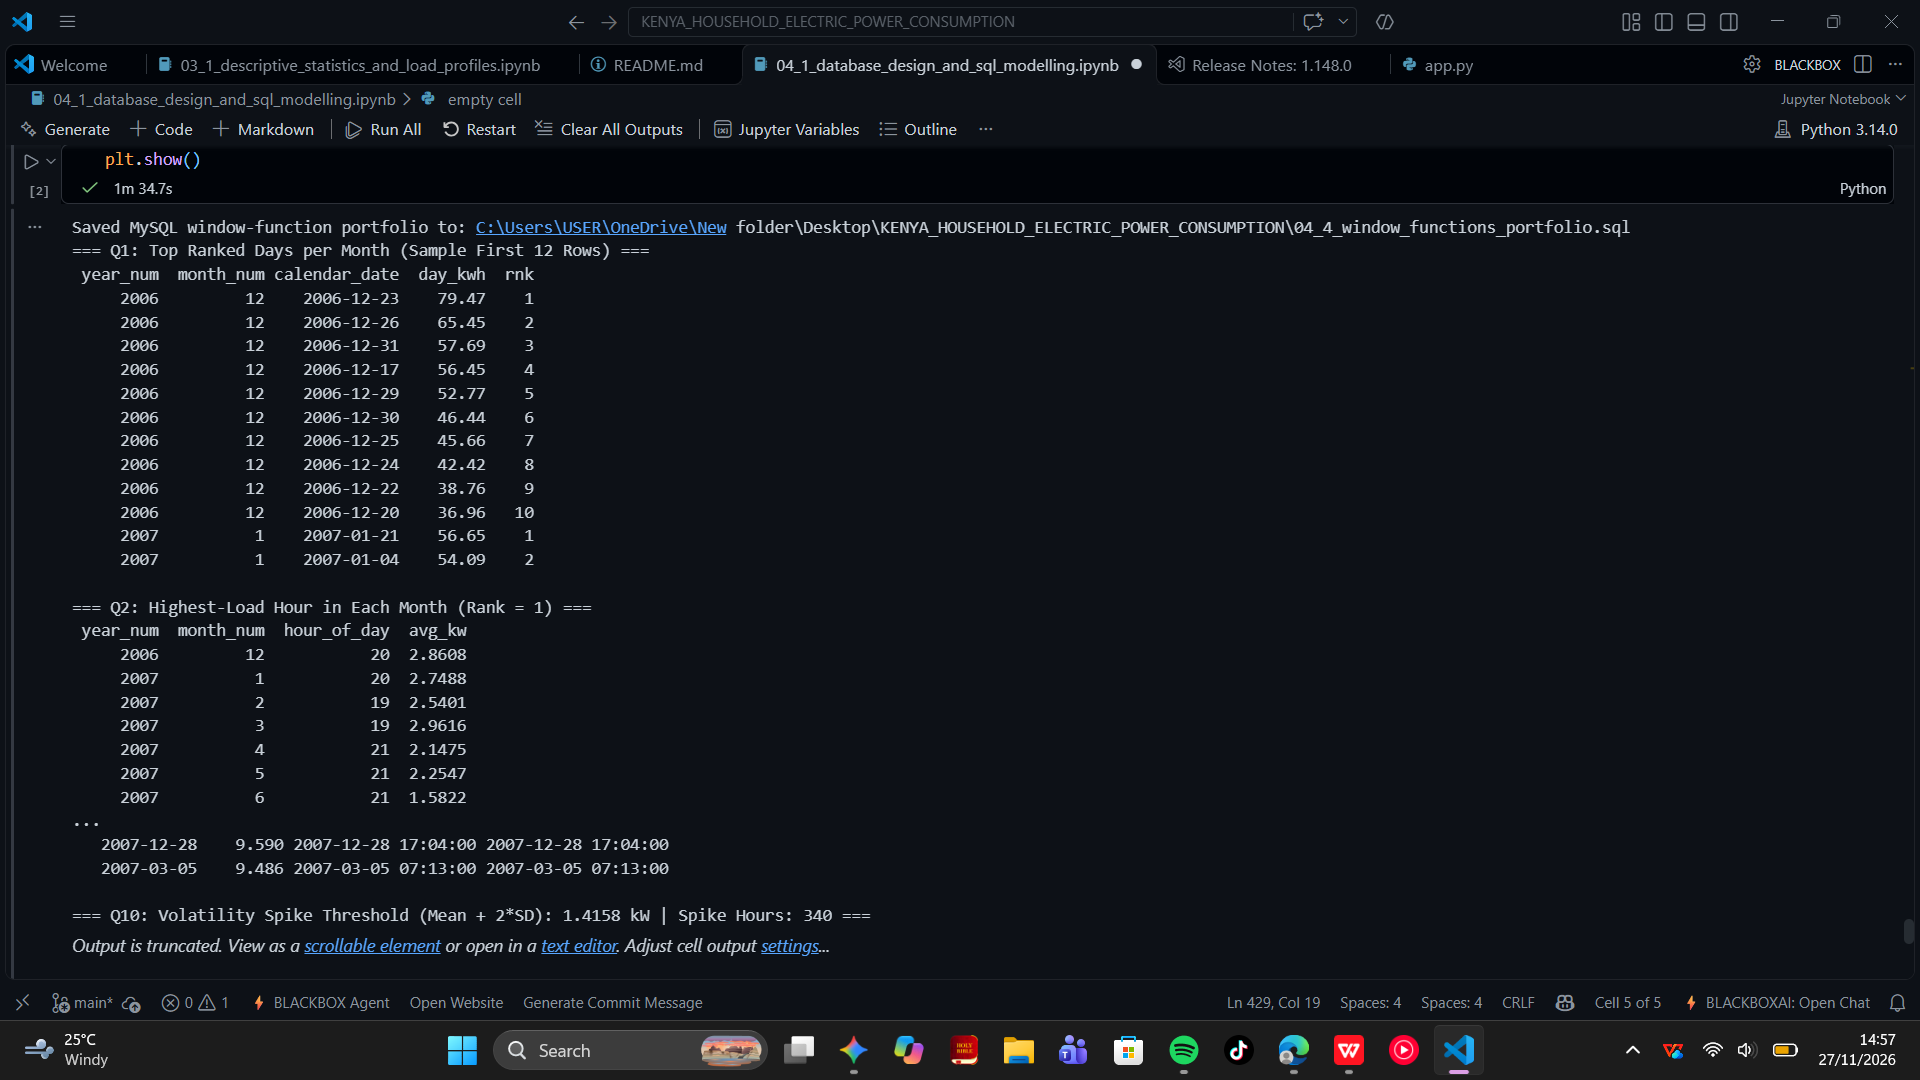 KENYA_HOUSEHOLD_ELECTRIC_POWER_CONSUMPTION
Welcome 03_1_descriptive_statistics_and_load_profiles.ipynb README.md 04_1_database_design_and_sql_modelling.ipynb Release Notes: 1.148.0 app.py BLACKBOX ...
04_1_database_design_and_sql_modelling.ipynb > empty cell Jupyter Notebook
Generate + Code + Markdown Run All Restart Clear All Outputs Jupyter Variables Outline ... Python 3.14.0
plt.show()
[2] 1m 34.7s Python
... Saved MySQL window-function portfolio to: C:\Users\USER\OneDrive\New folder\Desktop\KENYA_HOUSEHOLD_ELECTRIC_POWER_CONSUMPTION\04_4_window_functions_portfolio.sql
=== Q1: Top Ranked Days per Month (Sample First 12 Rows) ===
year_num month_num calendar_date day_kwh rnk
2006 12 2006-12-23 79.47 1
2006 12 2006-12-26 65.45 2
2006 12 2006-12-31 57.69 3
2006 12 2006-12-17 56.45 4
2006 12 2006-12-29 52.77 5
2006 12 2006-12-30 46.44 6
2006 12 2006-12-25 45.66 7
2006 12 2006-12-24 42.42 8
2006 12 2006-12-22 38.76 9
2006 12 2006-12-20 36.96 10
2007 1 2007-01-21 56.65 1
2007 1 2007-01-04 54.09 2
=== Q2: Highest-Load Hour in Each Month (Rank = 1) ===
year_num month_num hour_of_day avg_kw
2006 12 20 2.8608
2007 1 20 2.7488
2007 2 19 2.5401
2007 3 19 2.9616
2007 4 21 2.1475
2007 5 21 2.2547
2007 6 21 1.5822
...
2007-12-28 9.590 2007-12-28 17:04:00 2007-12-28 17:04:00
2007-03-05 9.486 2007-03-05 07:13:00 2007-03-05 07:13:00
=== Q10: Volatility Spike Threshold (Mean + 2*SD): 1.4158 kW | Spike Hours: 340 ===
Output is truncated. View as a scrollable element or open in a text editor. Adjust cell output settings...
main* 0 1 BLACKBOX Agent Open Website Generate Commit Message Ln 429, Col 19 Spaces: 4 Spaces: 4 CRLF Cell 5 of 5 BLACKBOXAI: Open Chat
25°C
Windy
Search
HOLY BIBLE
14:57
27/11/2026